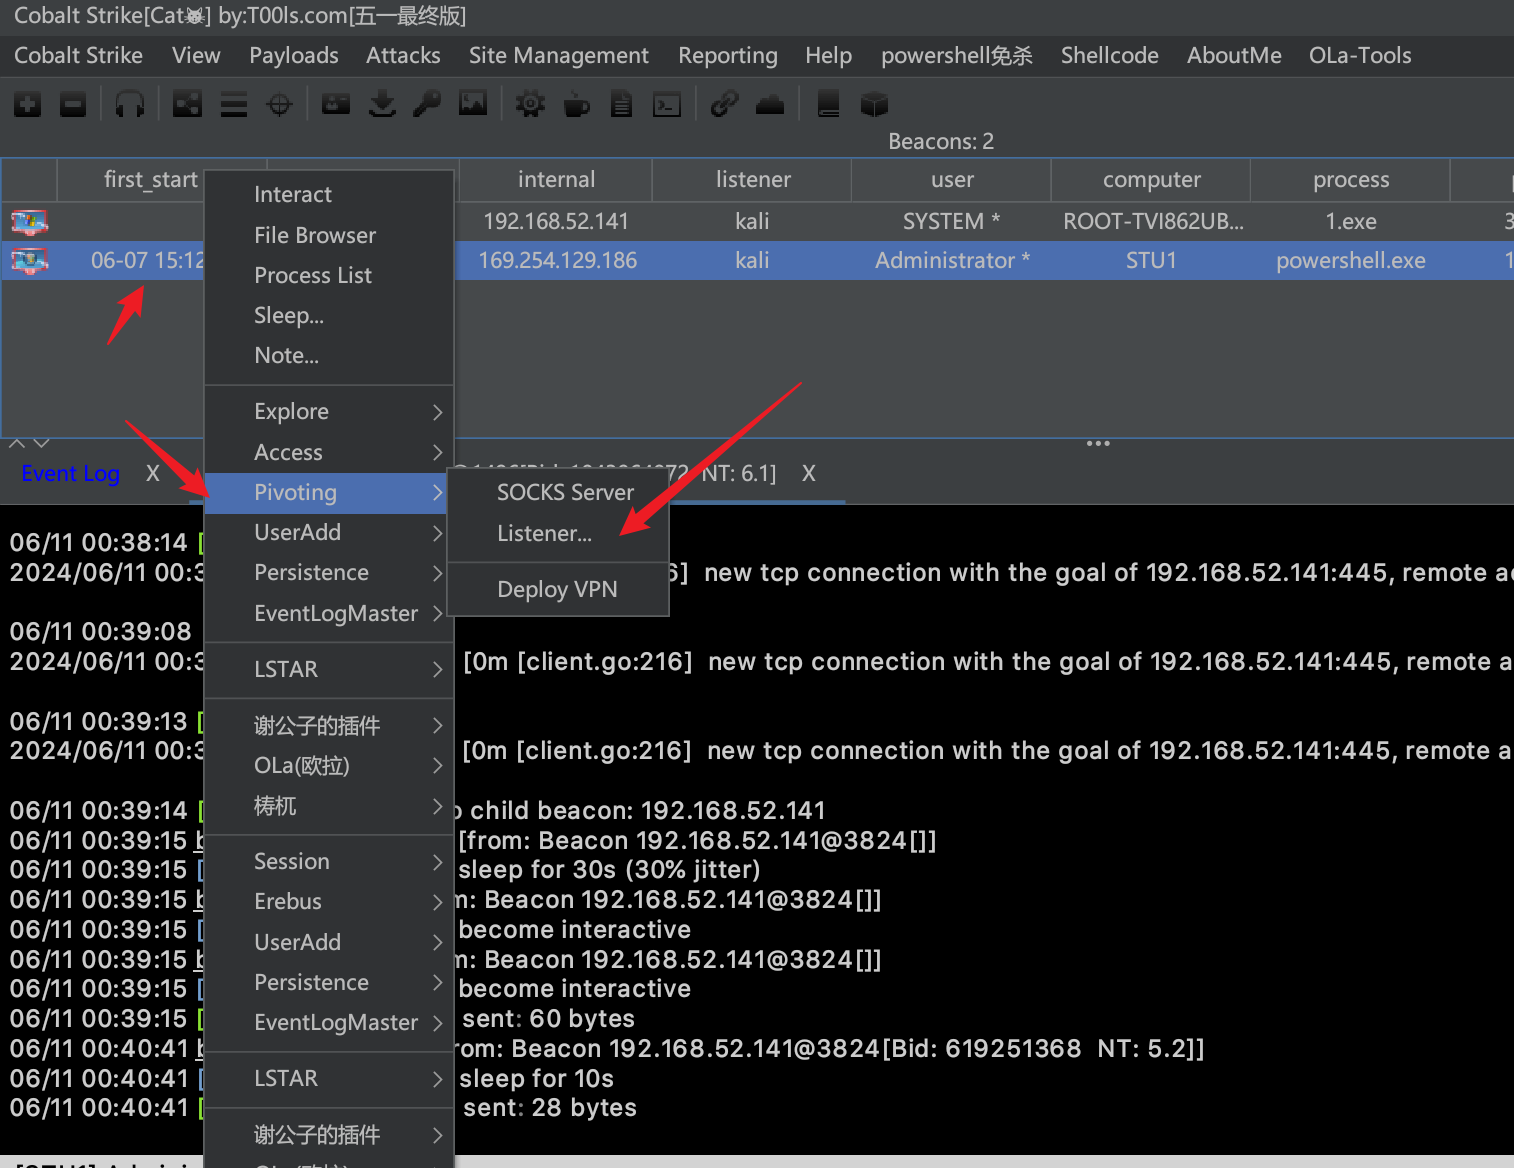 Cobalt Strike[Cat] by:T00ls.com[五一最终版]
Cobalt Strike View Payloads Attacks Site Management Reporting Help powershell免杀 Shellcode AboutMe OLa-Tools
Beacons: 2
first_start internal listener user computer process
192.168.52.141 kali SYSTEM * ROOT-TVI862UB... 1.exe
06-07 15:12 169.254.129.186 kali Administrator * STU1 powershell.exe
Interact
File Browser
Process List
Sleep...
Note...
Explore
Access
Pivoting
UserAdd
Persistence
EventLogMaster
LSTAR
谢公子的插件
OLa(欧拉)
梼杌
Session
Erebus
UserAdd
Persistence
EventLogMaster
LSTAR
谢公子的插件
SOCKS Server
Listener...
Deploy VPN
Event Log X NT: 6.1] X
06/11 00:38:14 [
2024/06/11 00:3 6] new tcp connection with the goal of 192.168.52.141:445, remote a
06/11 00:39:08
2024/06/11 00:3 [0m [client.go:216] new tcp connection with the goal of 192.168.52.141:445, remote a
06/11 00:39:13 [
2024/06/11 00:3 [0m [client.go:216] new tcp connection with the goal of 192.168.52.141:445, remote a
06/11 00:39:14 [ o child beacon: 192.168.52.141
06/11 00:39:15 b [from: Beacon 192.168.52.141@3824[]]
06/11 00:39:15 [ sleep for 30s (30% jitter)
06/11 00:39:15 b m: Beacon 192.168.52.141@3824[]]
06/11 00:39:15 [ become interactive
06/11 00:39:15 b m: Beacon 192.168.52.141@3824[]]
06/11 00:39:15 [ become interactive
06/11 00:39:15 [ sent: 60 bytes
06/11 00:40:41 b rom: Beacon 192.168.52.141@3824[Bid: 619251368 NT: 5.2]]
06/11 00:40:41 [ sleep for 10s
06/11 00:40:41 [ sent: 28 bytes